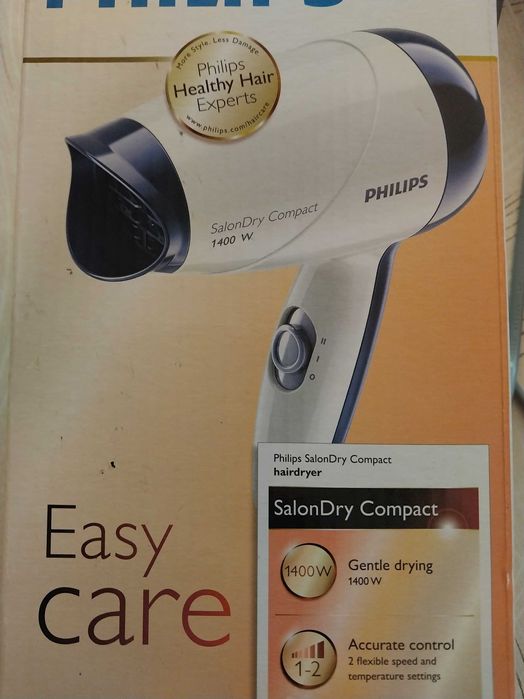 PHILIPS
More Style. Less Damage.
Philips
Healthy Hair
Experts
www.philips.com/haircare
PHILIPS
SalonDry Compact
1400 W
II
I
O
Philips SalonDry Compact
hairdryer
SalonDry Compact
Easy
care
1400W
Gentle drying
1400 W
1-2
Accurate control
2 flexible speed and
temperature settings